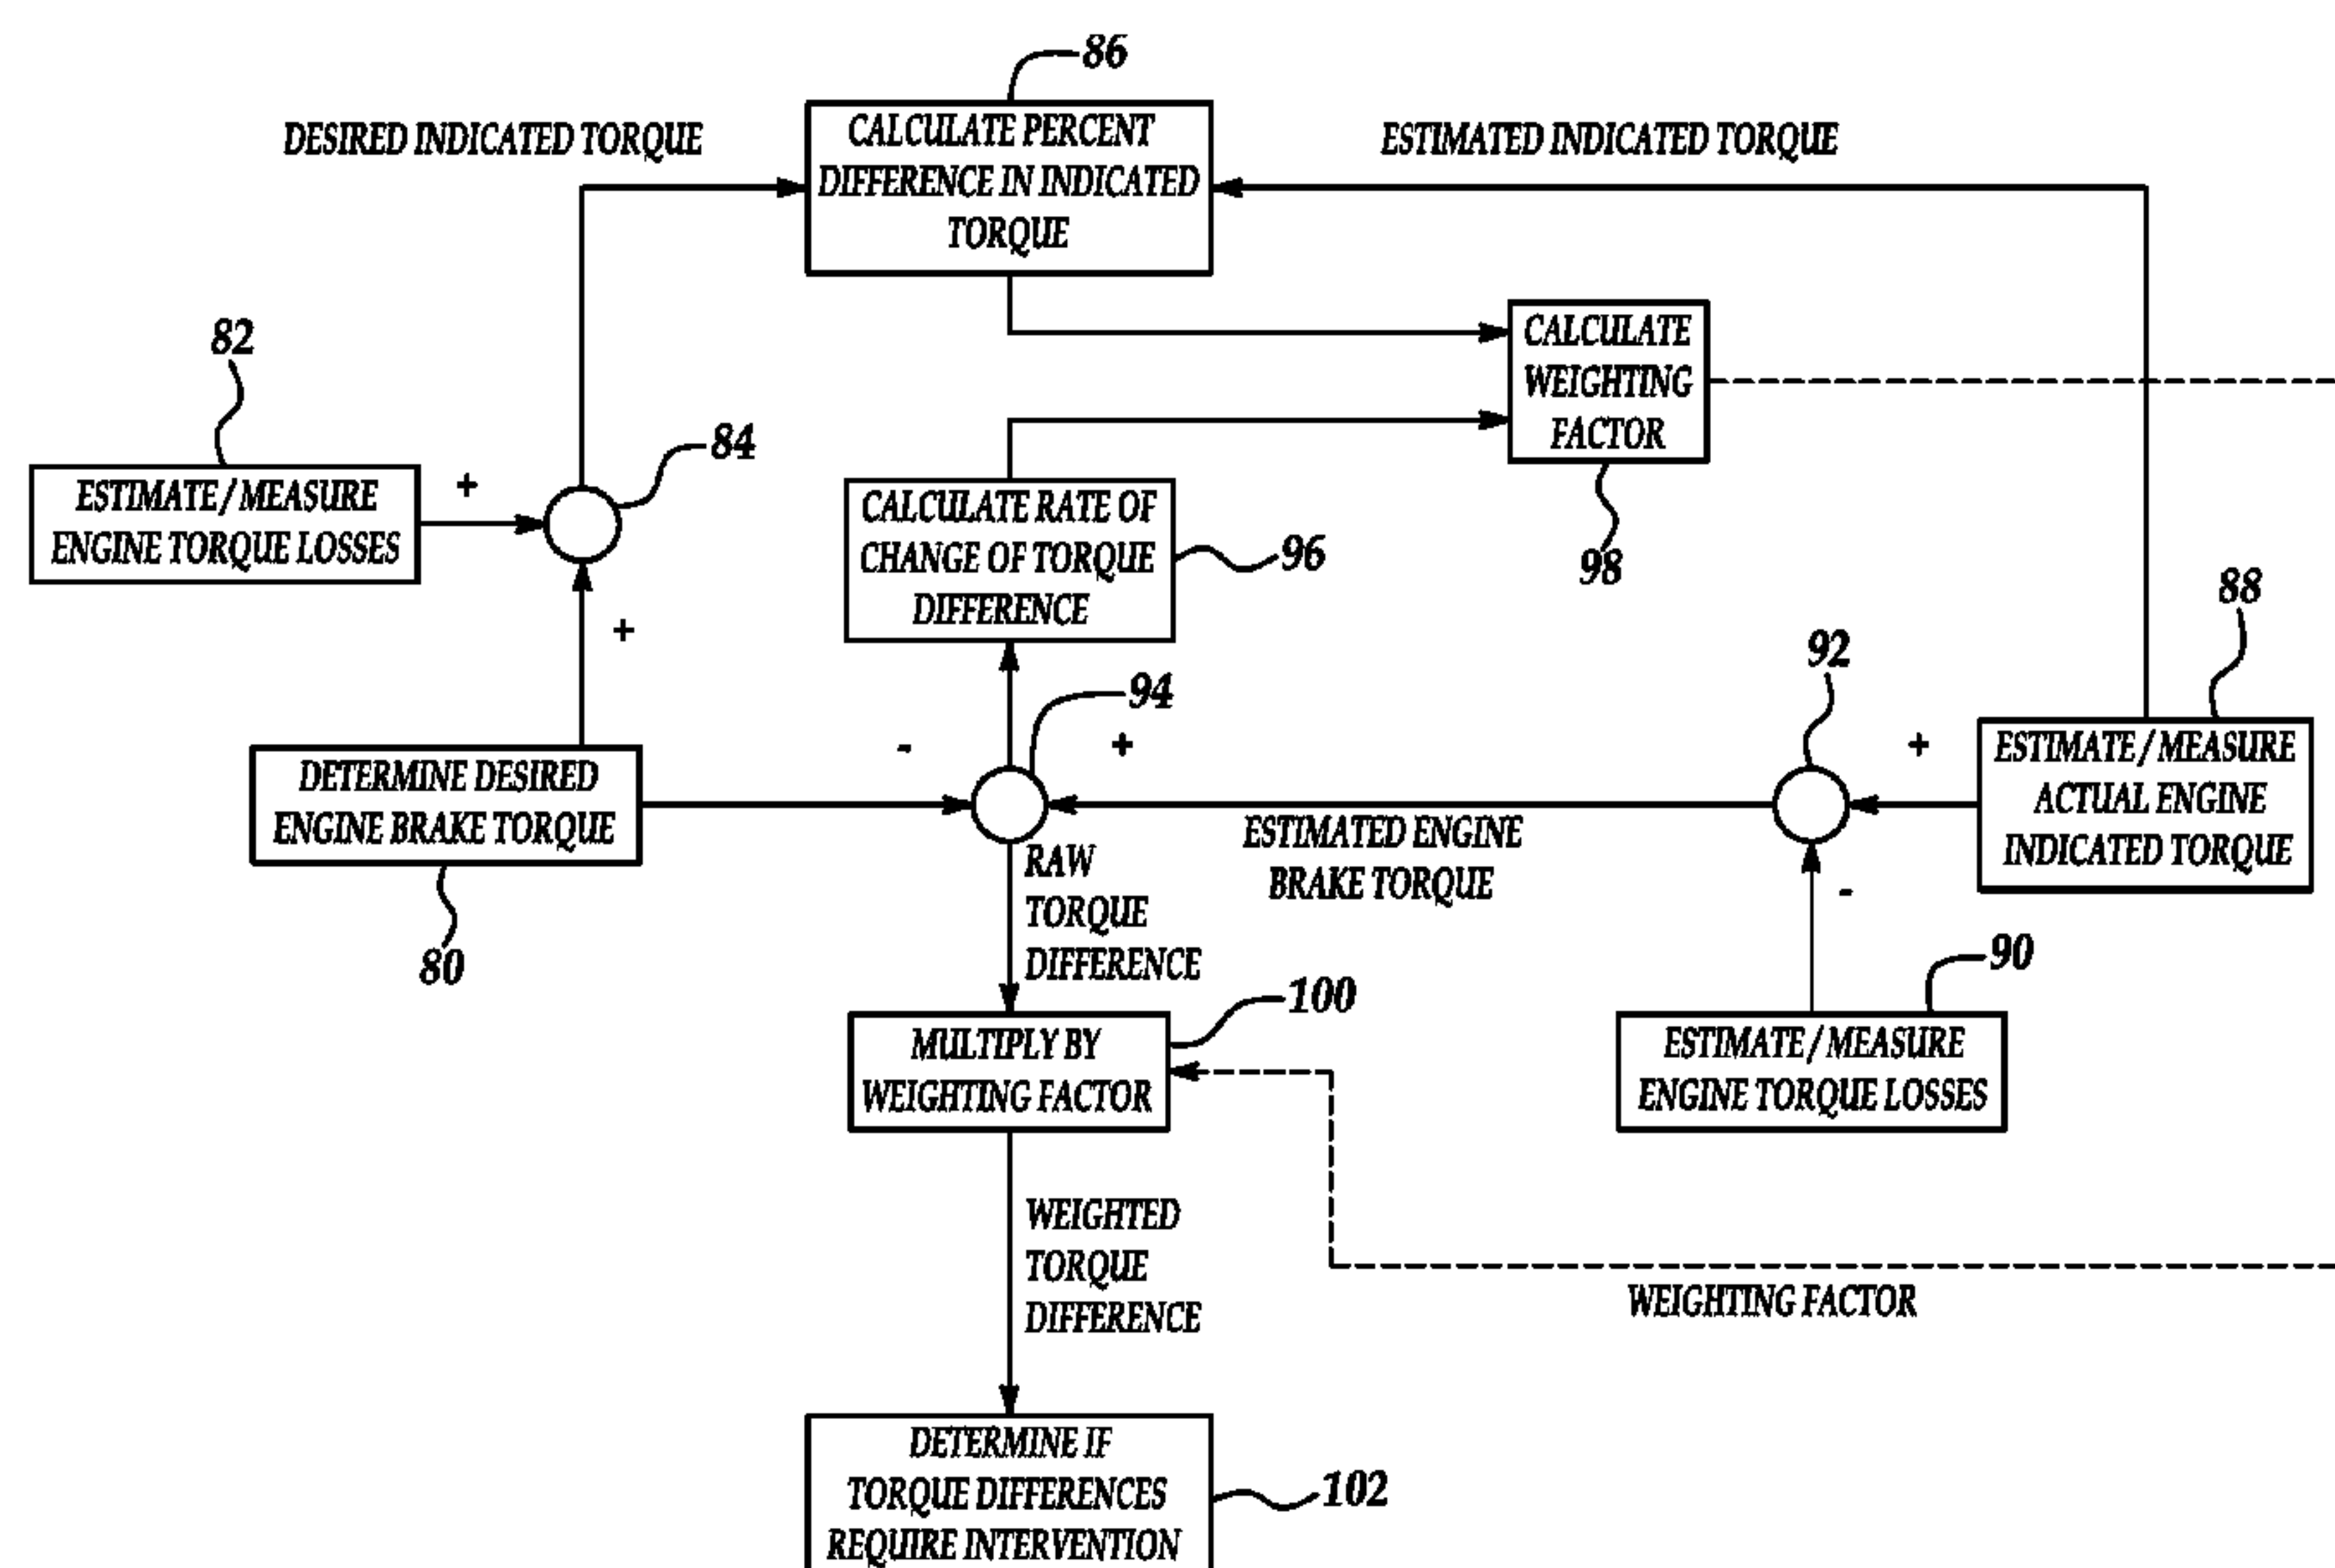 86
DESIRED INDICATED TORQUE
CALCULATE PERCENT
DIFFERENCE IN INDICATED
TORQUE
ESTIMATED INDICATED TORQUE
82
CALCULATE
WEIGHTING
FACTOR
98
84
ESTIMATE/MEASURE
ENGINE TORQUE LOSSES
+
+
CALCULATE RATE OF
CHANGE OF TORQUE
DIFFERENCE
96
88
92
94
DETERMINE DESIRED
ENGINE BRAKE TORQUE
80
-
+
+
ESTIMATE/MEASURE
ACTUAL ENGINE
INDICATED TORQUE
ESTIMATED ENGINE
BRAKE TORQUE
-
RAW
TORQUE
DIFFERENCE
90
100
MULTIPLY BY
WEIGHTING FACTOR
ESTIMATE/MEASURE
ENGINE TORQUE LOSSES
WEIGHTED
TORQUE
DIFFERENCE
WEIGHTING FACTOR
DETERMINE IF
TORQUE DIFFERENCES
REQUIRE INTERVENTION
102